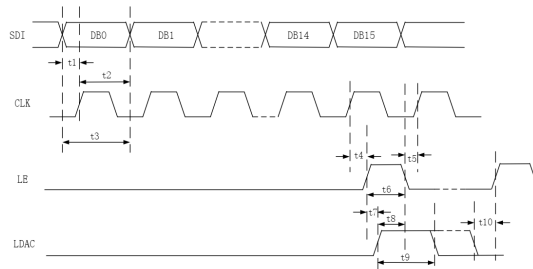 SDI DB0 DB1 DB14 DB15
t1 t2
CLK
t3
t4 t5
LE
t6
t7 t8 t10
LDAC
t9